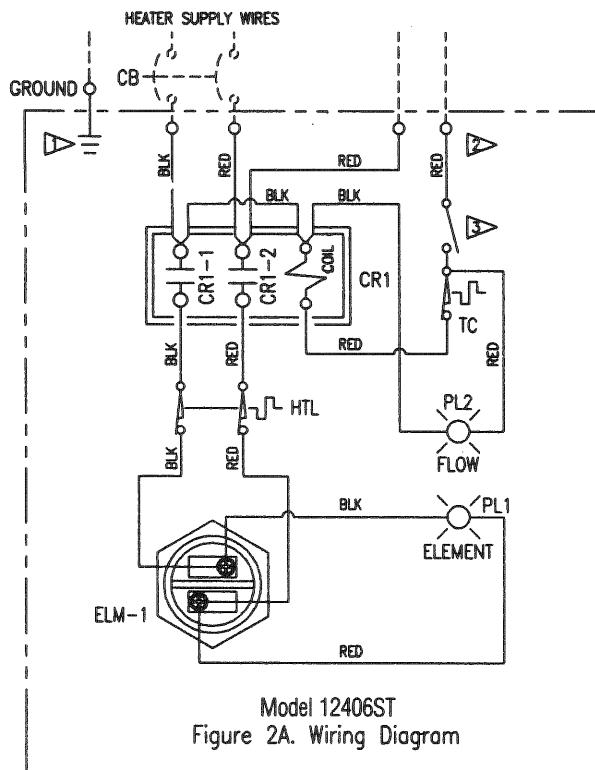 HEATER SUPPLY WIRES
CB
GROUND
1
2
BLK
RED
RED
RED
BLK
BLK
3
CR1-1
CR1-2
COIL
CR1
TC
RED
RED
BLK
RED
HTL
PL2
FLOW
BLK
RED
BLK
PL1
ELEMENT
ELM-1
RED
Model 12406ST
Figure 2A. Wiring Diagram